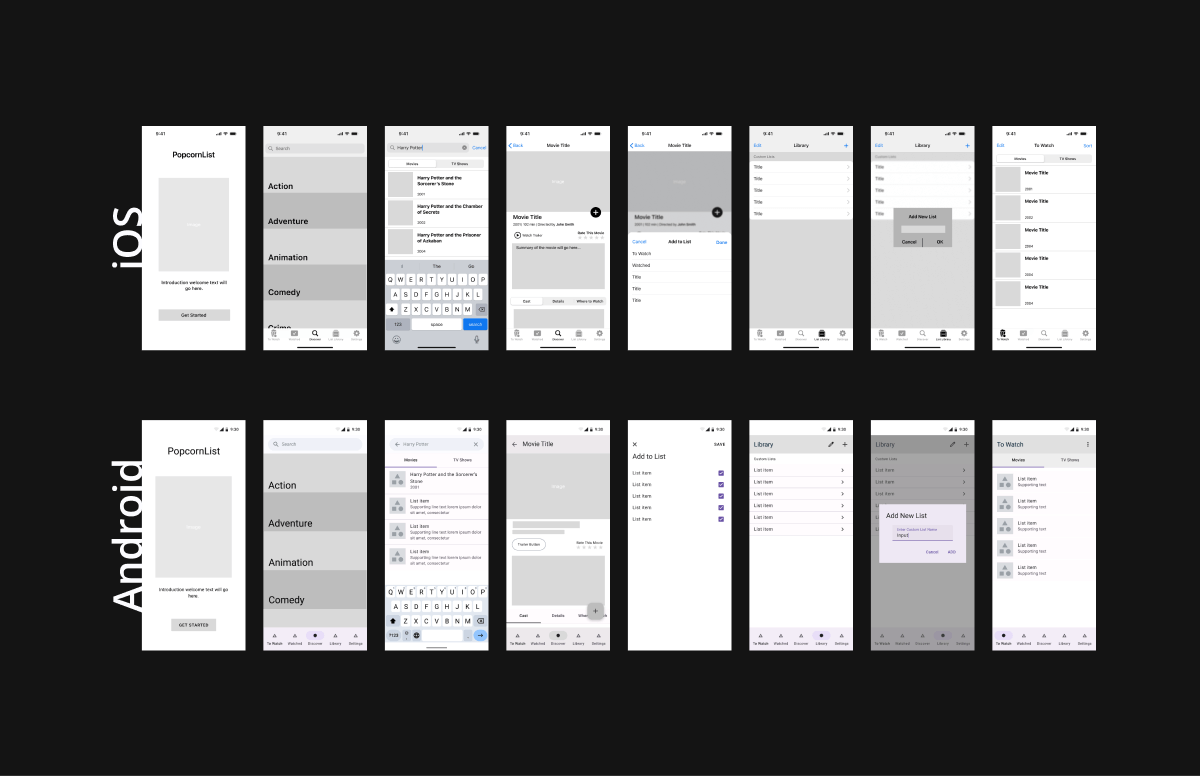 iOS
9:41
PopcornList
Image
Introduction welcome text will
go here.
Get Started
9:41
Search
Action
Adventure
Animation
Comedy
Crime
To Watch Watched Discover List Library Settings
9:41
Harry Potter Cancel
Movies TV Shows
Harry Potter and the
Sorcerer's Stone
2001
Harry Potter and the Chamber
of Secrets
2002
Harry Potter and the Prisoner
of Azkaban
2004
I The Go
Q W E R T Y U I O P
A S D F G H J K L
Z X C V B N M
123 space search
9:41
Back Movie Title
Image
Movie Title
2001 | 152 min | Directed by John Smith
Watch Trailer Rate This Movie
Summary of the movie will go here...
Cast Details Where to Watch
To Watch Watched Discover List Library Settings
9:41
Back Movie Title
Image
Movie Title
2001 | 152 min | Directed by John Smith
Cancel Add to List Done
To Watch
Watched
Title
Title
Title
9:41
Edit Library +
Custom Lists
Title
Title
Title
Title
Title
To Watch Watched Discover List Library Settings
9:41
Edit Library +
Custom Lists
Title
Title
Title
Title
Title
Add New List
Cancel OK
To Watch Watched Discover List Library Settings
9:41
Edit To Watch Sort
Movies TV Shows
Movie Title
2001
Movie Title
2002
Movie Title
2004
Movie Title
2004
Movie Title
2004
To Watch Watched Discover List Library Settings
Android
9:30
PopcornList
Image
Introduction welcome text will go
here.
GET STARTED
9:30
Search
Action
Adventure
Animation
Comedy
To Watch Watched Discover Library Settings
9:30
Harry Potter
Movies TV Shows
Harry Potter and the Sorcerer's
Stone
2001
List item
Supporting line text lorem ipsum dolor
sit amet, consectetur
List item
Supporting line text lorem ipsum dolor
sit amet, consectetur
List item
Supporting line text lorem ipsum dolor
sit amet, consectetur
Q W E R T Y U I O P
A S D F G H J K L
Z X C V B N M
?123
9:30
Movie Title
Image
Trailer Button Rate This Movie
Cast Details
To Watch Watched Discover Library Settings
9:30
SAVE
Add to List
List item
List item
List item
List item
List item
9:30
Library
Custom Lists
List item
List item
List item
List item
List item
List item
To Watch Watched Discover Library Settings
9:30
Library
Custom Lists
List item
List item
List item
Add New List
Enter Custom List Name
Input
Cancel ADD
To Watch Watched Discover Library Settings
9:30
To Watch
Movies TV Shows
List item
Supporting text
List item
Supporting text
List item
Supporting text
List item
Supporting text
List item
Supporting text
To Watch Watched Discover Library Settings